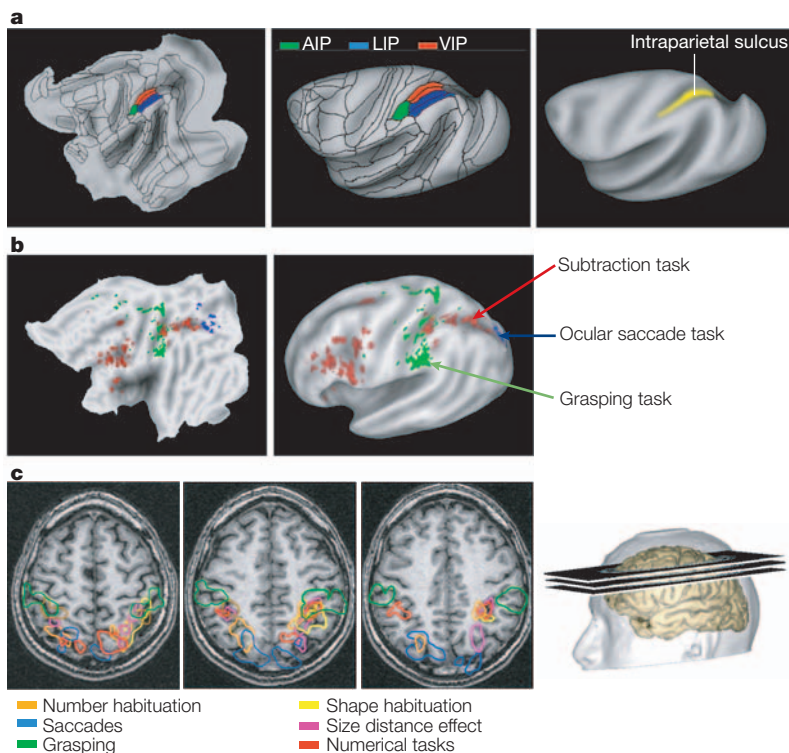 a
AIP LIP VIP
Intraparietal sulcus
b
Subtraction task
Ocular saccade task
Grasping task
c
Number habituation
Saccades
Grasping
Shape habituation
Size distance effect
Numerical tasks